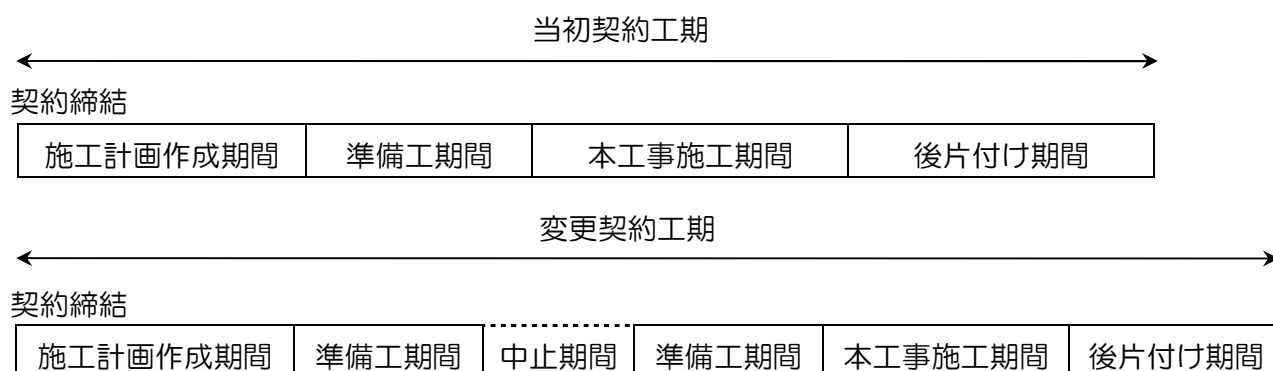 当初契約工期
契約締結
施工計画作成期間 準備工期間 本工事施工期間 後片付け期間
変更契約工期
契約締結
施工計画作成期間 準備工期間 中止期間 準備工期間 本工事施工期間 後片付け期間